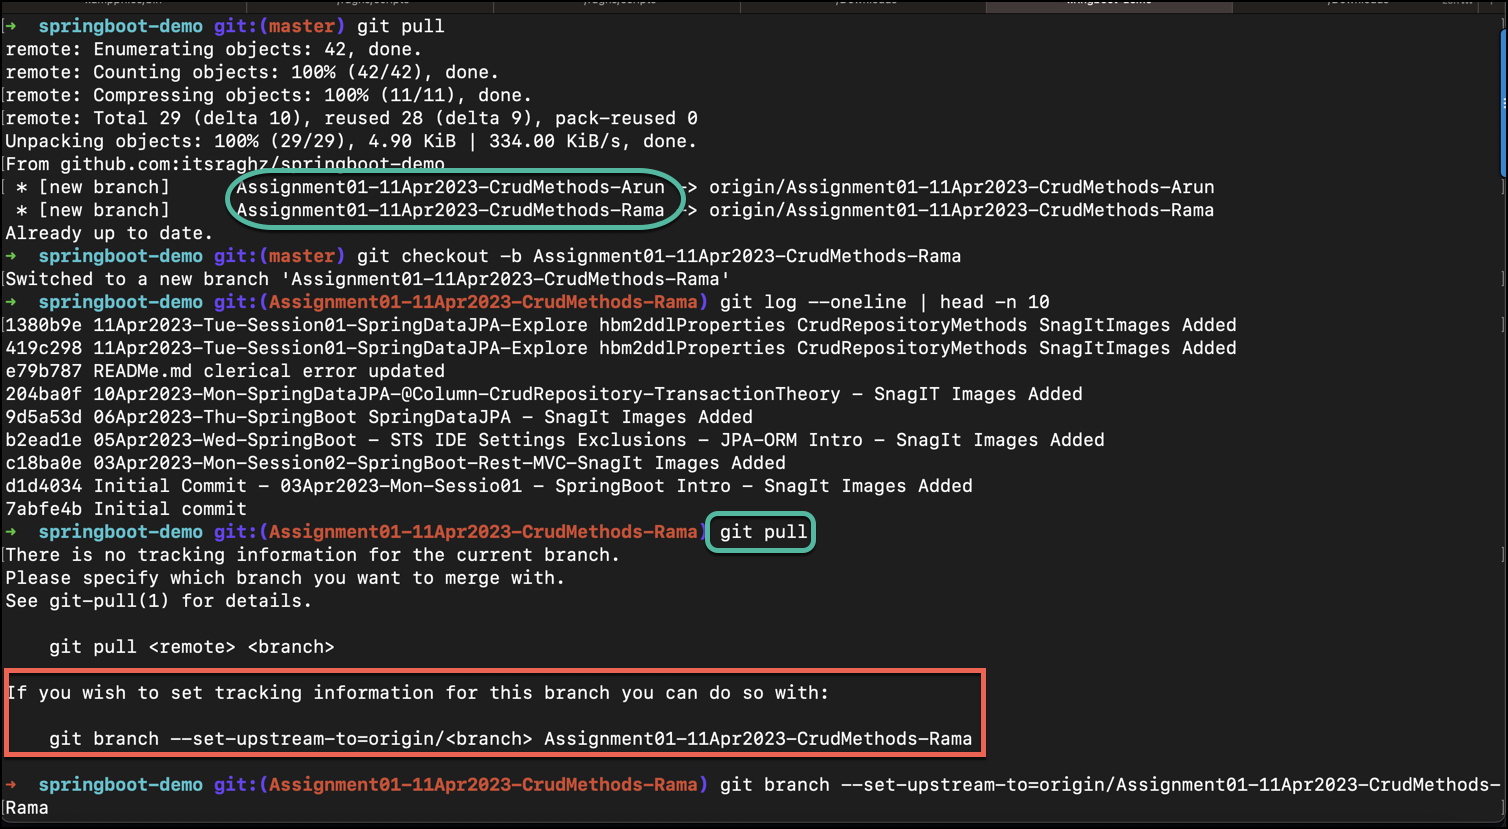 ➜ springboot-demo git:(master) git pull
remote: Enumerating objects: 42, done.
remote: Counting objects: 100% (42/42), done.
remote: Compressing objects: 100% (11/11), done.
remote: Total 29 (delta 10), reused 28 (delta 9), pack-reused 0
Unpacking objects: 100% (29/29), 4.90 KiB | 334.00 KiB/s, done.
From github.com:itsraghz/springboot-demo
* [new branch] Assignment01-11Apr2023-CrudMethods-Arun -> origin/Assignment01-11Apr2023-CrudMethods-Arun
* [new branch] Assignment01-11Apr2023-CrudMethods-Rama -> origin/Assignment01-11Apr2023-CrudMethods-Rama
Already up to date.
➜ springboot-demo git:(master) git checkout -b Assignment01-11Apr2023-CrudMethods-Rama
Switched to a new branch 'Assignment01-11Apr2023-CrudMethods-Rama'
➜ springboot-demo git:(Assignment01-11Apr2023-CrudMethods-Rama) git log --oneline | head -n 10
1380b9e 11Apr2023-Tue-Session01-SpringDataJPA-Explore hbm2ddlProperties CrudRepositoryMethods SnagItImages Added
419c298 11Apr2023-Tue-Session01-SpringDataJPA-Explore hbm2ddlProperties CrudRepositoryMethods SnagItImages Added
e79b787 READMe.md clerical error updated
204ba0f 10Apr2023-Mon-SpringDataJPA-@Column-CrudRepository-TransactionTheory - SnagIT Images Added
9d5a53d 06Apr2023-Thu-SpringBoot SpringDataJPA - SnagIt Images Added
b2ead1e 05Apr2023-Wed-SpringBoot - STS IDE Settings Exclusions - JPA-ORM Intro - SnagIt Images Added
c18ba0e 03Apr2023-Mon-Session02-SpringBoot-Rest-MVC-SnagIt Images Added
d1d4034 Initial Commit - 03Apr2023-Mon-Sessio01 - SpringBoot Intro - SnagIt Images Added
7abfe4b Initial commit
➜ springboot-demo git:(Assignment01-11Apr2023-CrudMethods-Rama) git pull
There is no tracking information for the current branch.
Please specify which branch you want to merge with.
See git-pull(1) for details.
git pull <remote> <branch>
If you wish to set tracking information for this branch you can do so with:
git branch --set-upstream-to=origin/<branch> Assignment01-11Apr2023-CrudMethods-Rama
➜ springboot-demo git:(Assignment01-11Apr2023-CrudMethods-Rama) git branch --set-upstream-to=origin/Assignment01-11Apr2023-CrudMethods-
Rama